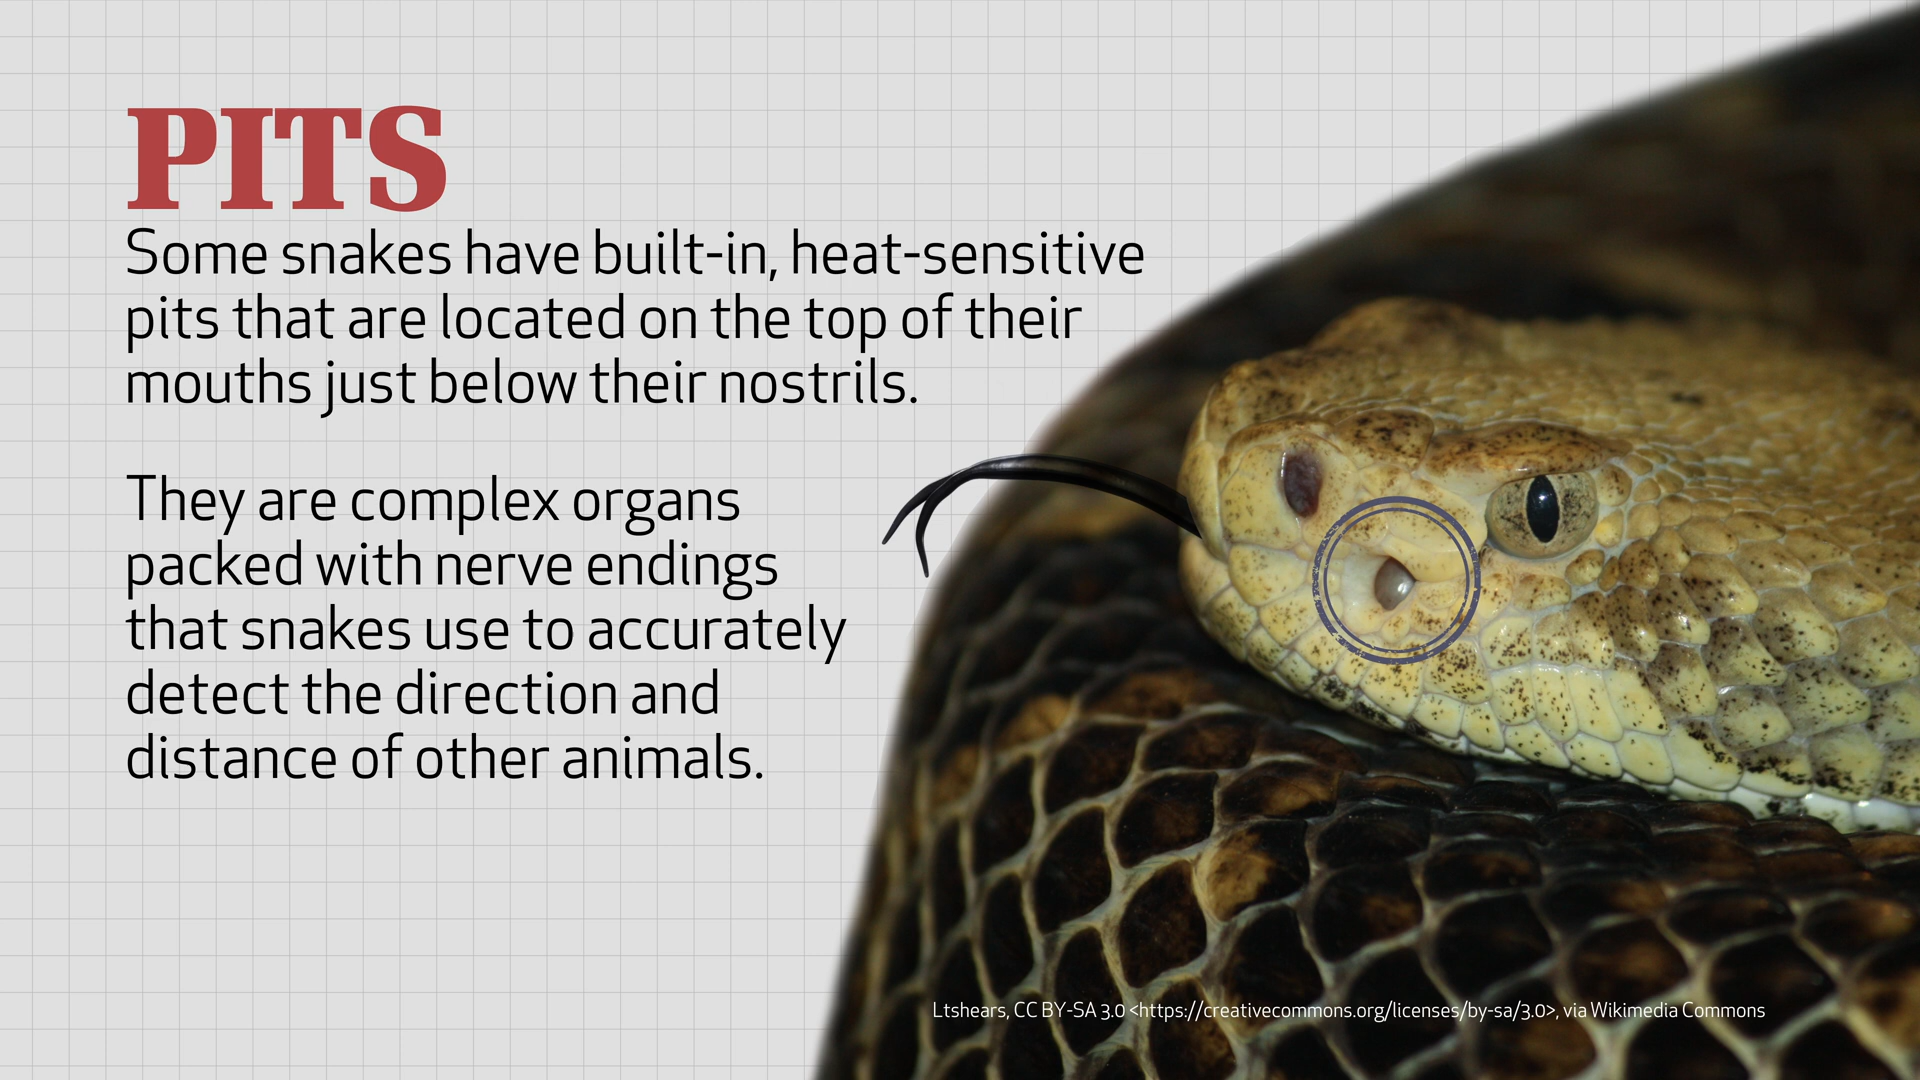 PITS
Some snakes have built-in, heat-sensitive
pits that are located on the top of their
mouths just below their nostrils.
They are complex organs
packed with nerve endings
that snakes use to accurately
detect the direction and
distance of other animals.
Ltshears, CC BY-SA 3.0 <https://creativecommons.org/licenses/by-sa/3.0>, via Wikimedia Commons